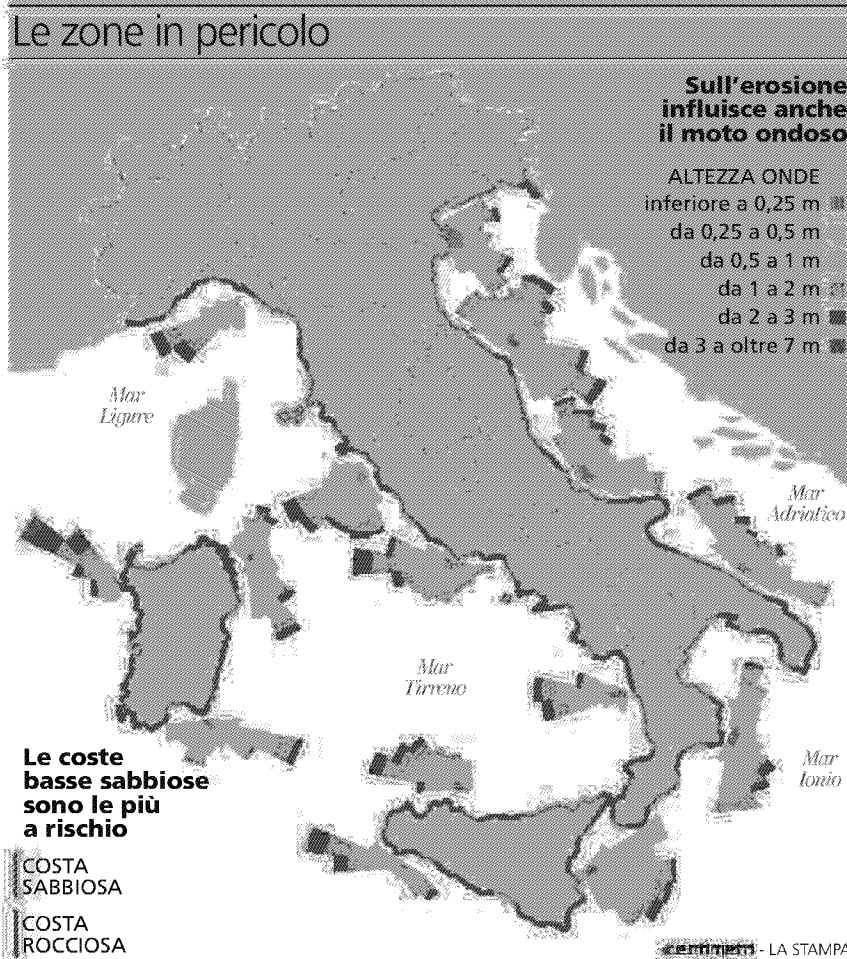 Le zone in pericolo
Sull'erosione
influisce anche
il moto ondoso
ALTEZZA ONDE
inferiore a 0,25 m
da 0,25 a 0,5 m
da 0,5 a 1 m
da 1 a 2 m
da 2 a 3 m
da 3 a oltre 7 m
Mar
Ligure
Mar
Adriatico
Mar
Tirreno
Mar
Ionio
Le coste
basse sabbiose
sono le più
a rischio
COSTA
SABBIOSA
COSTA
ROCCIOSA
centimetri - LA STAMPA